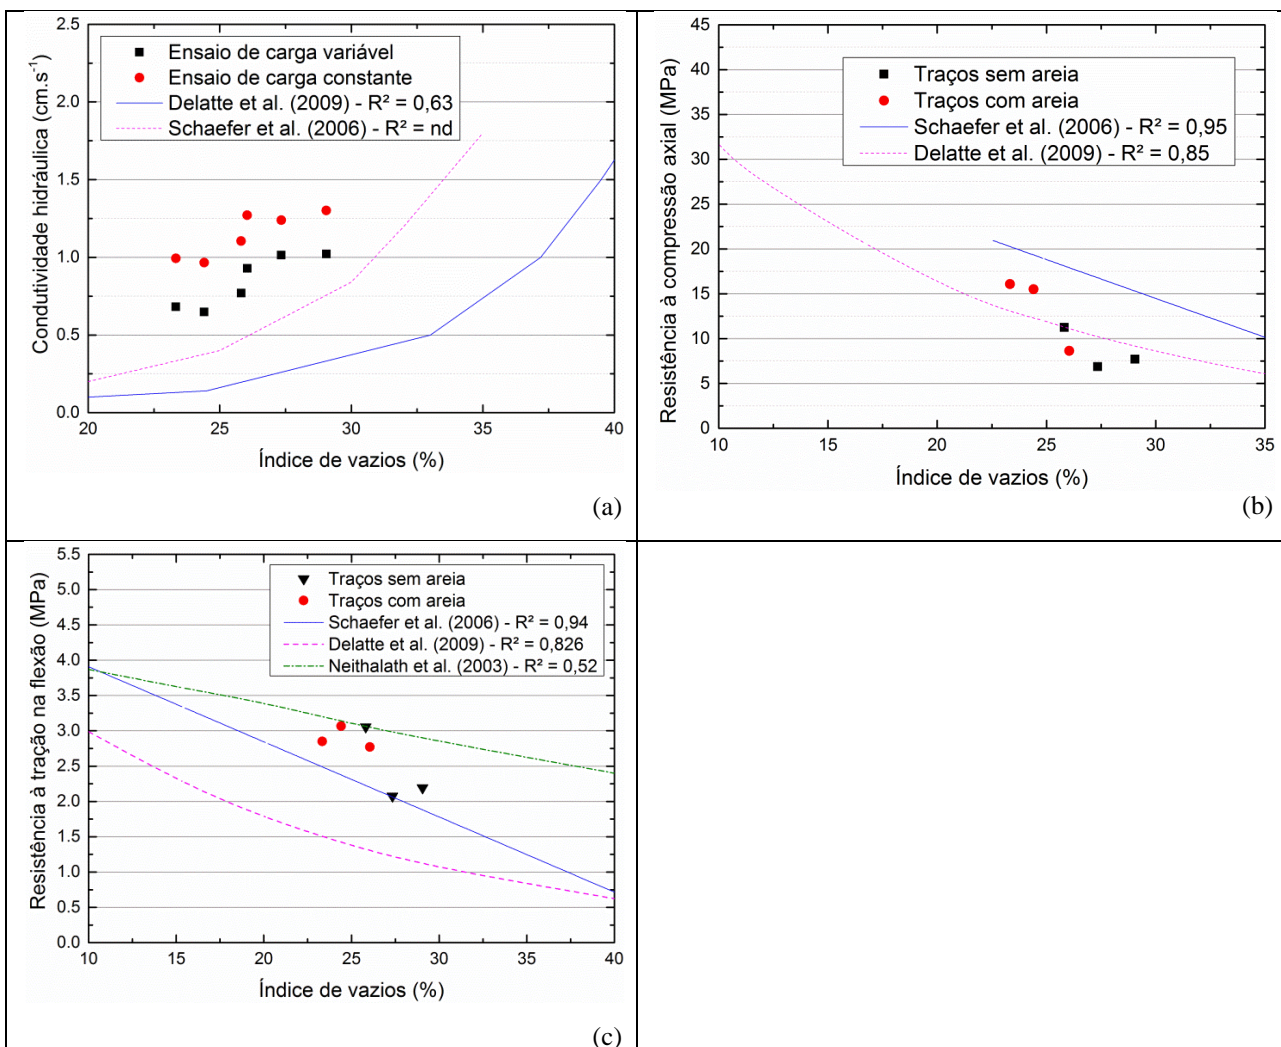 2.5
2.0
1.5
1.0
0.5
0.0
Condutividade hidráulica (cm.s⁻¹)
Ensaio de carga variável
Ensaio de carga constante
Delatte et al. (2009) - R² = 0,63
Schaefer et al. (2006) - R² = nd
20 25 30 35 40
Índice de vazios (%)
(a)
45
40
35
30
25
20
15
10
5
0
Resistência à compressão axial (MPa)
Traços sem areia
Traços com areia
Schaefer et al. (2006) - R² = 0,95
Delatte et al. (2009) - R² = 0,85
10 15 20 25 30 35
Índice de vazios (%)
(b)
5.5
5.0
4.5
4.0
3.5
3.0
2.5
2.0
1.5
1.0
0.5
0.0
Resistência à tração na flexão (MPa)
Traços sem areia
Traços com areia
Schaefer et al. (2006) - R² = 0,94
Delatte et al. (2009) - R² = 0,826
Neithalath et al. (2003) - R² = 0,52
10 15 20 25 30 35 40
Índice de vazios (%)
(c)